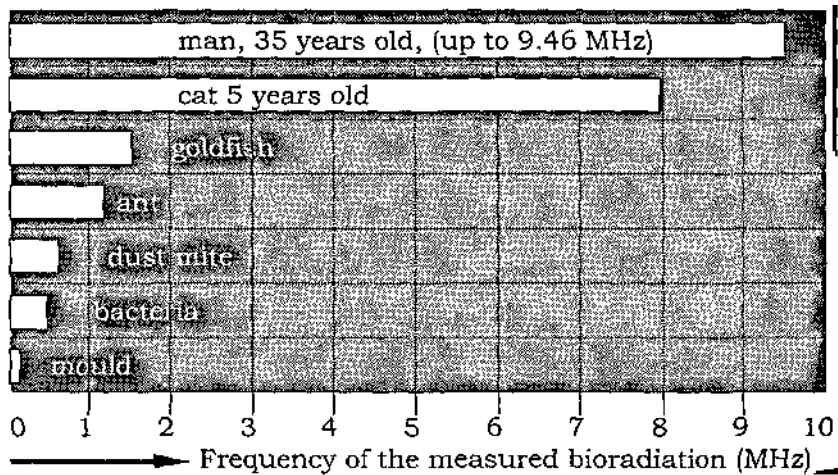 man, 35 years old, (up to 9.46 MHz)
cat 5 years old
goldfish
ant
dust mite
bacteria
mould
0 1 2 3 4 5 6 7 8 9 10
Frequency of the measured bioradiation (MHz)